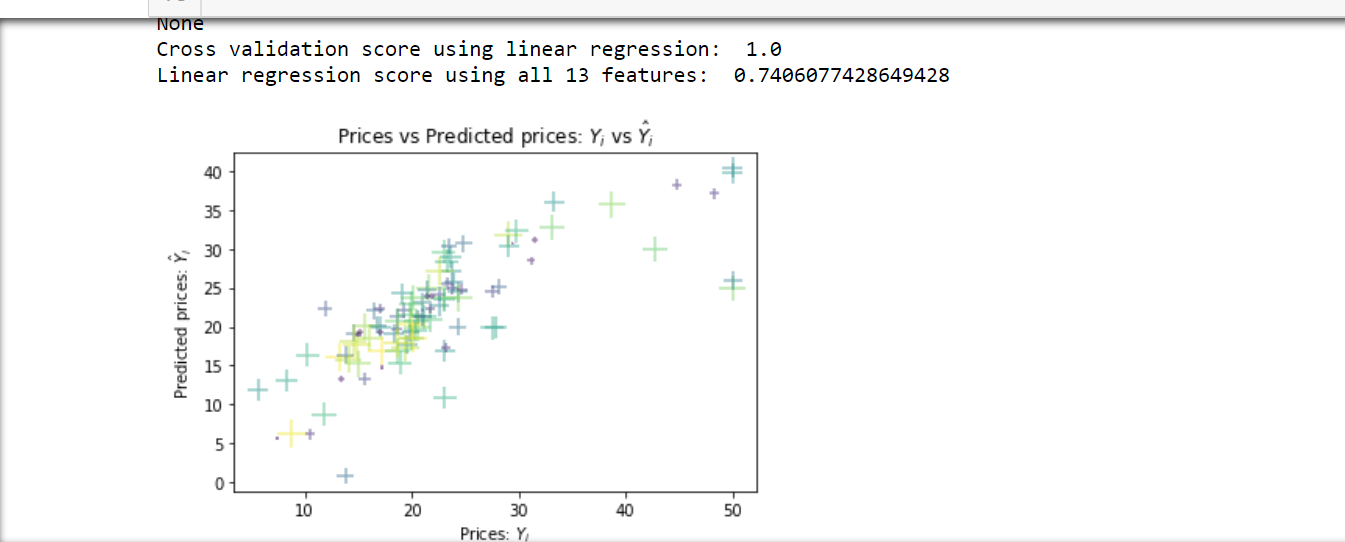 None
Cross validation score using linear regression:  1.0
Linear regression score using all 13 features:  0.7406077428649428
Prices vs Predicted prices: Yᵢ vs Ŷᵢ
40
35
30
25
20
15
10
5
0
Predicted prices: Ŷᵢ
10 20 30 40 50
Prices: Yᵢ